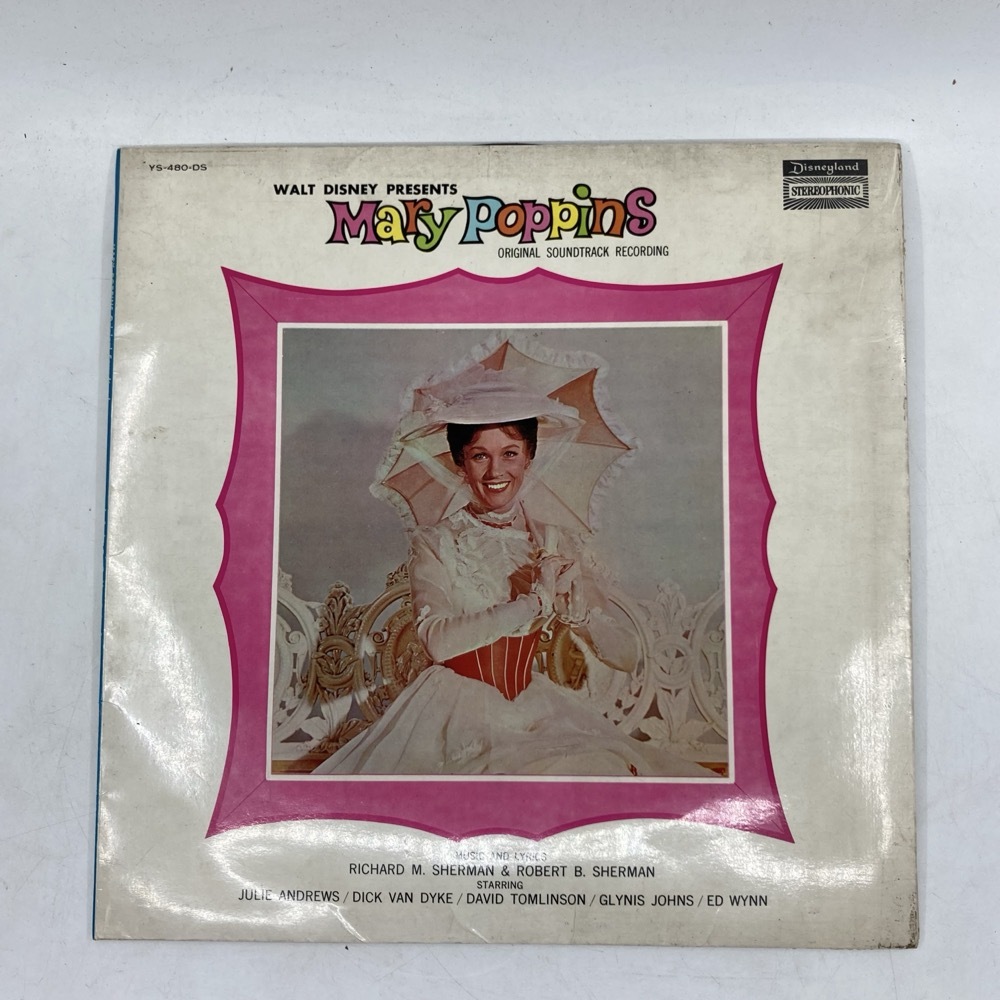 YS-480-DS
Disneyland
STEREOPHONIC
WALT DISNEY PRESENTS
Mary Poppins
ORIGINAL SOUNDTRACK RECORDING
MUSIC AND LYRICS
RICHARD M. SHERMAN & ROBERT B. SHERMAN
STARRING
JULIE ANDREWS / DICK VAN DYKE / DAVID TOMLINSON / GLYNIS JOHNS / ED WYNN